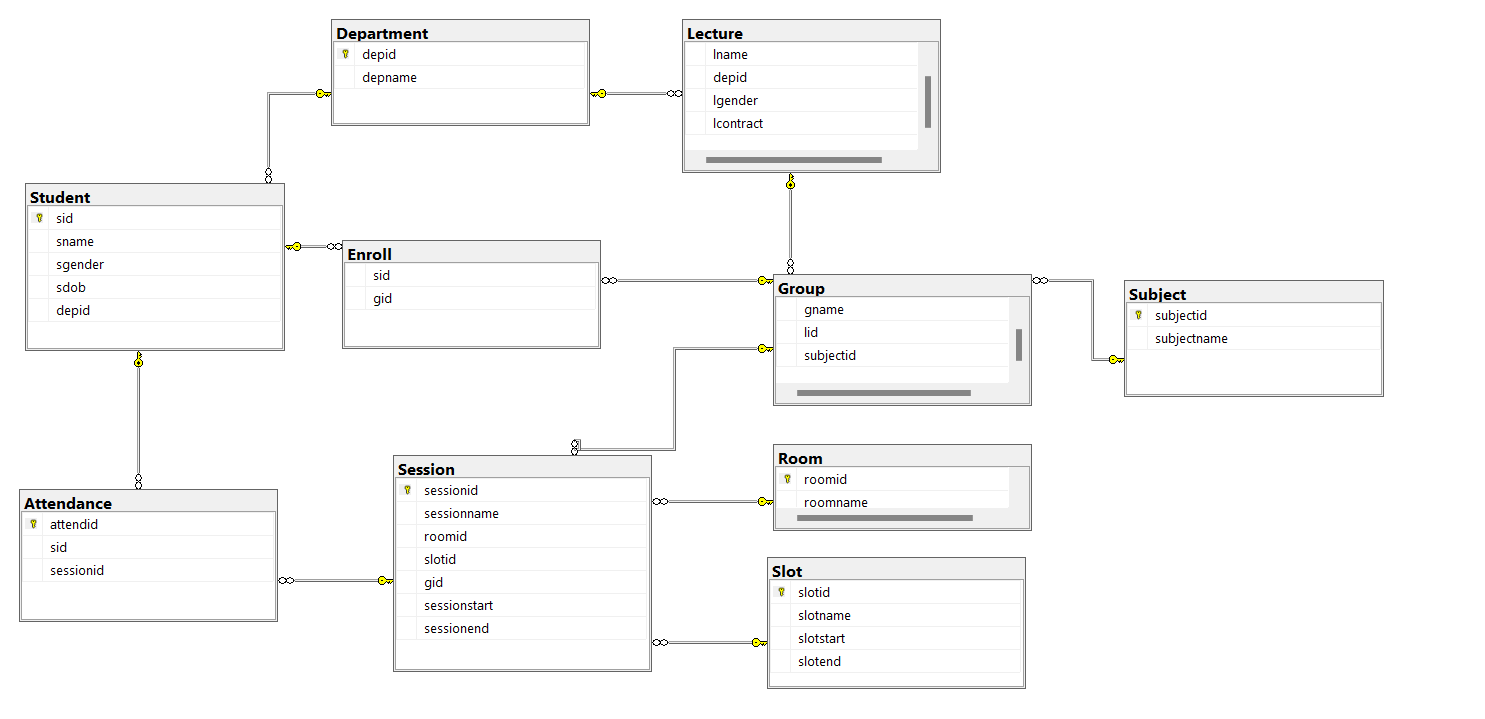 Department
depid
depname
Lecture
lname
depid
lgender
lcontract
Student
sid
sname
sgender
sdob
depid
Enroll
sid
gid
Group
gname
lid
subjectid
Subject
subjectid
subjectname
Attendance
attendid
sid
sessionid
Session
sessionid
sessionname
roomid
slotid
gid
sessionstart
sessionend
Room
roomid
roomname
Slot
slotid
slotname
slotstart
slotend